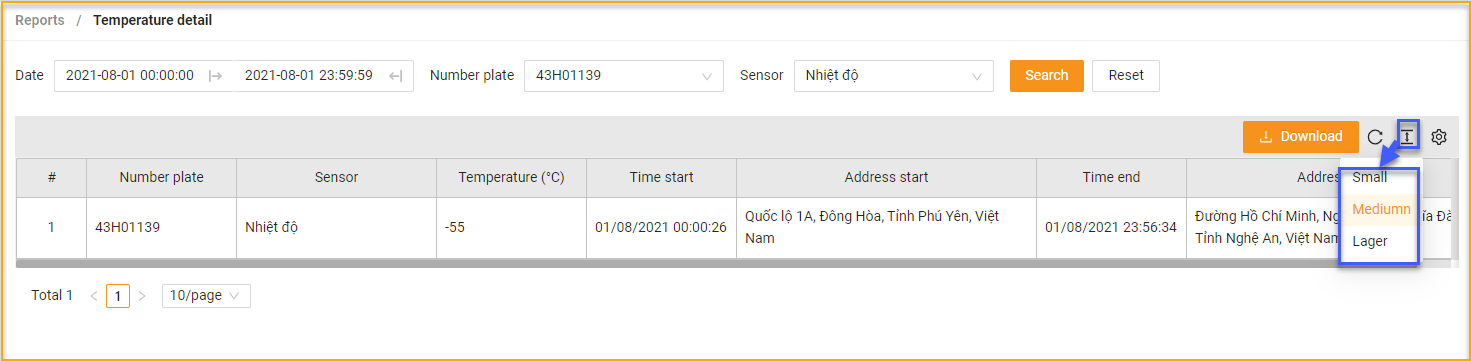 Reports / Temperature detail
Date 2021-08-01 00:00:00 2021-08-01 23:59:59 Number plate 43H01139 Sensor Nhiệt độ Search Reset
Download
# Number plate Sensor Temperature (°C) Time start Address start Time end Addres
Small
Mediumn
Lager
1 43H01139 Nhiệt độ -55 01/08/2021 00:00:26 Quốc lộ 1A, Đông Hòa, Tỉnh Phú Yên, Việt 01/08/2021 23:56:34 Đường Hồ Chí Minh, Ng ía Đà
Nam Tỉnh Nghệ An, Việt Nam
Total 1 < 1 > 10/page